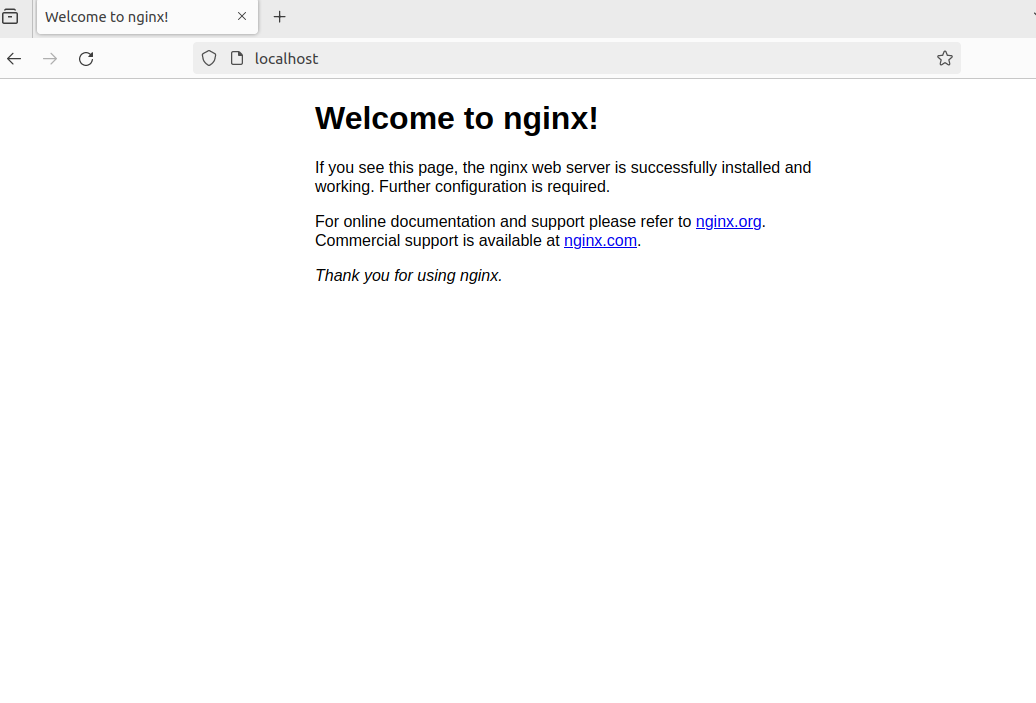 Welcome to nginx!
localhost
Welcome to nginx!
If you see this page, the nginx web server is successfully installed and
working. Further configuration is required.
For online documentation and support please refer to nginx.org.
Commercial support is available at nginx.com.
Thank you for using nginx.